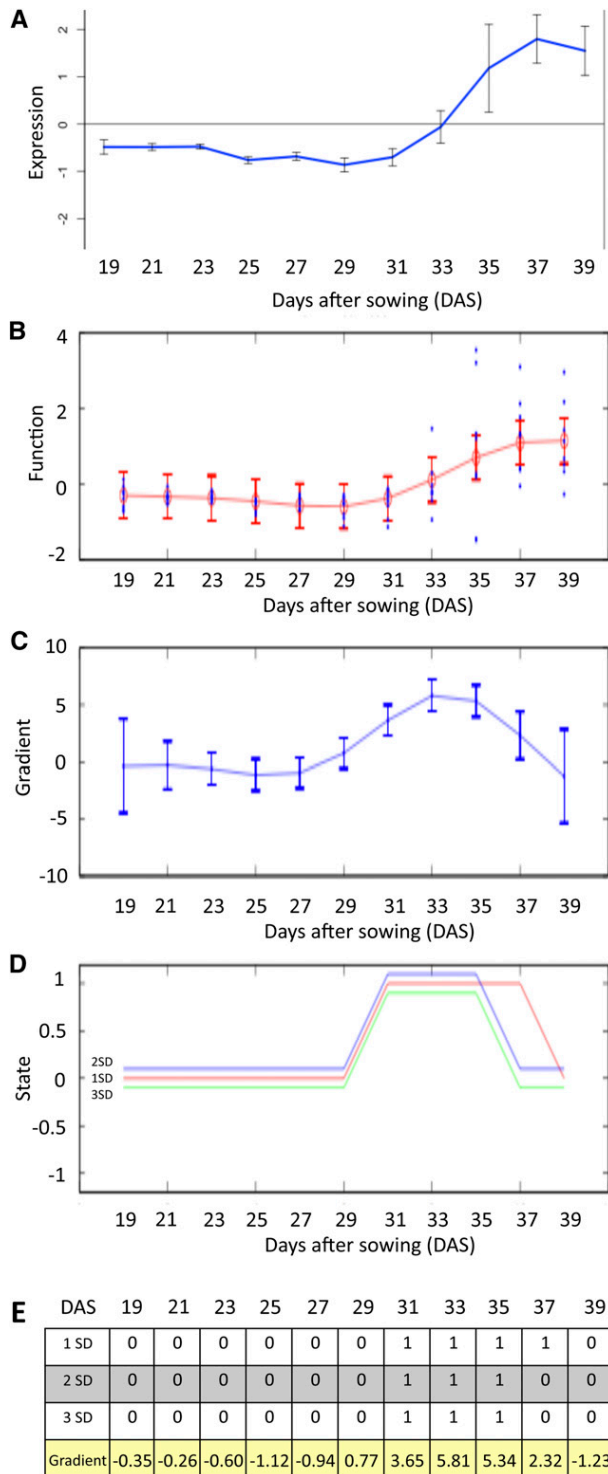 A
Expression
2
1
0
-1
-2
19 21 23 25 27 29 31 33 35 37 39
Days after sowing (DAS)
B
Function
4
2
0
-2
19 21 23 25 27 29 31 33 35 37 39
Days after sowing (DAS)
C
Gradient
10
5
0
-5
-10
19 21 23 25 27 29 31 33 35 37 39
Days after sowing (DAS)
D
State
1
0.5
0
-0.5
-1
2SD
1SD
3SD
19 21 23 25 27 29 31 33 35 37 39
Days after sowing (DAS)
E
DAS 19 21 23 25 27 29 31 33 35 37 39
1 SD 0 0 0 0 0 0 1 1 1 1 0
2 SD 0 0 0 0 0 0 1 1 1 0 0
3 SD 0 0 0 0 0 0 1 1 1 0 0
Gradient -0.35 -0.26 -0.60 -1.12 -0.94 0.77 3.65 5.81 5.34 2.32 -1.23